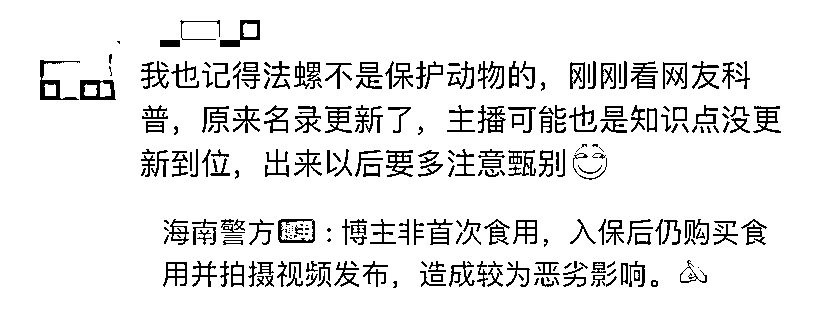 我也记得法螺不是保护动物的，刚刚看网友科
普，原来名录更新了，主播可能也是知识点没更
新到位，出来以后要多注意甄别
海南警方：博主非首次食用，入保后仍购买食
用并拍摄视频发布，造成较为恶劣影响。